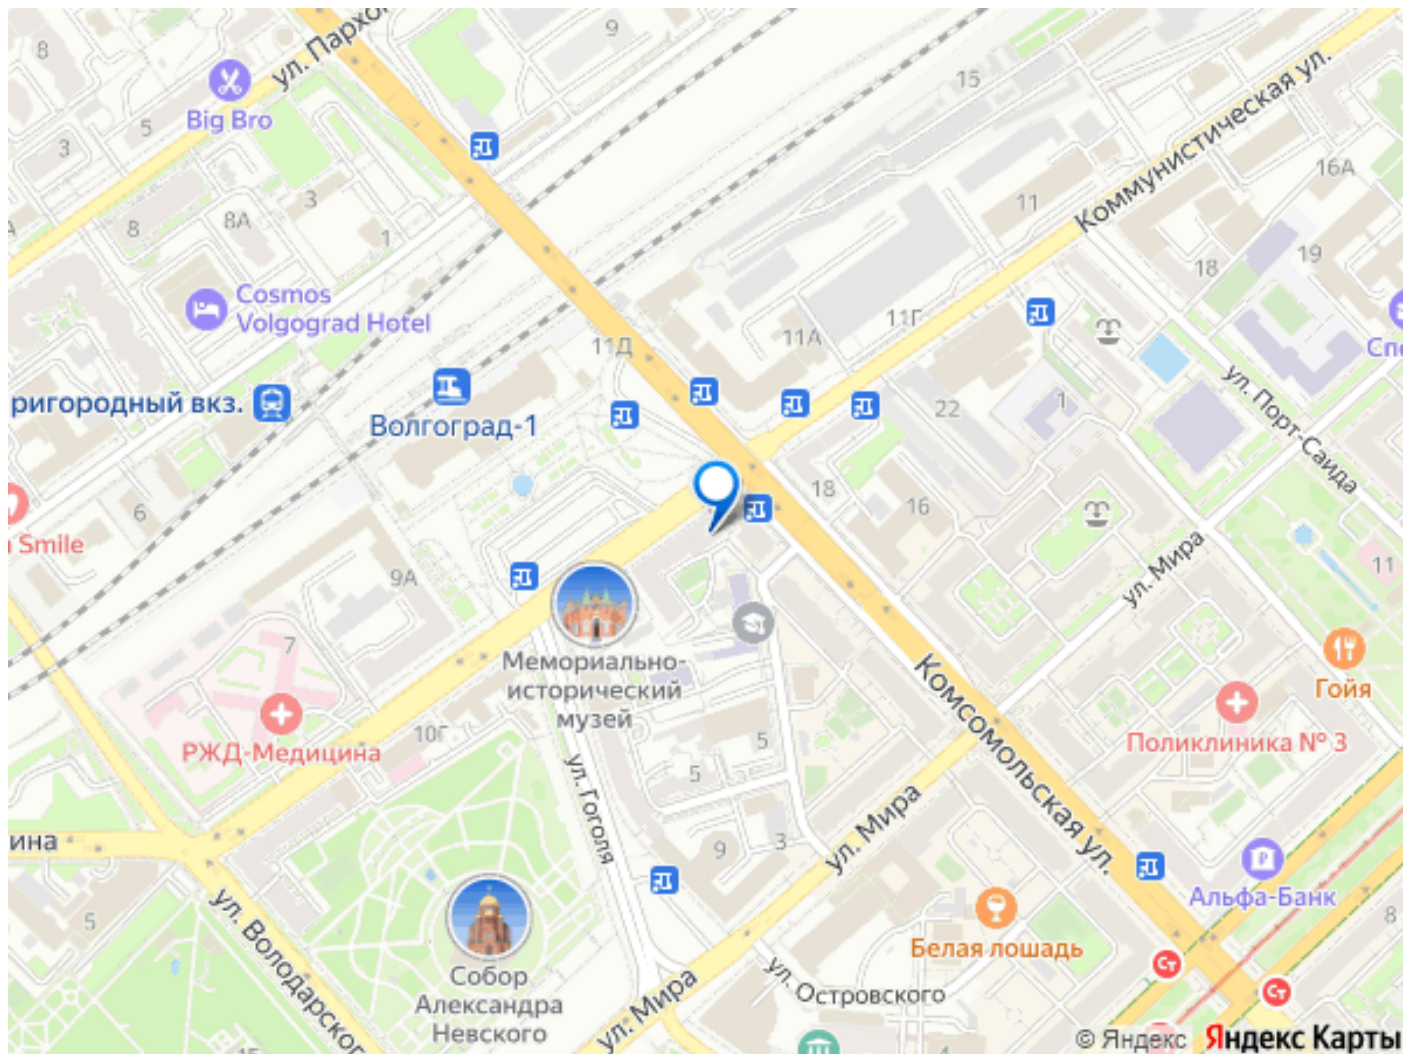 8
ул. Пархо
9
Big Bro
5
3
15
Коммунистическая ул.
16А
3
8А
8
1
11
19
18
Cosmos
Volgograd Hotel
11Д
11А
11Г
Спе
ригородный вкз.
Волгоград-1
22
1
ул. Порт-Саида
18
16
6
Smile
9А
ул. Мира
11
7
Мемориально-
исторический
музей
Комсомольская ул.
Гойя
10Г
РЖД-Медицина
5
Поликлиника № 3
5
ул. Гоголя
ул. Мира
ина
9
3
Альфа-Банк
5
ул. Володарског
8
Белая лошадь
Собор
Александра
Невского
ул. Мира
ул. Островского
Ст
Ст
15
© Яндекс Яндекс Карты